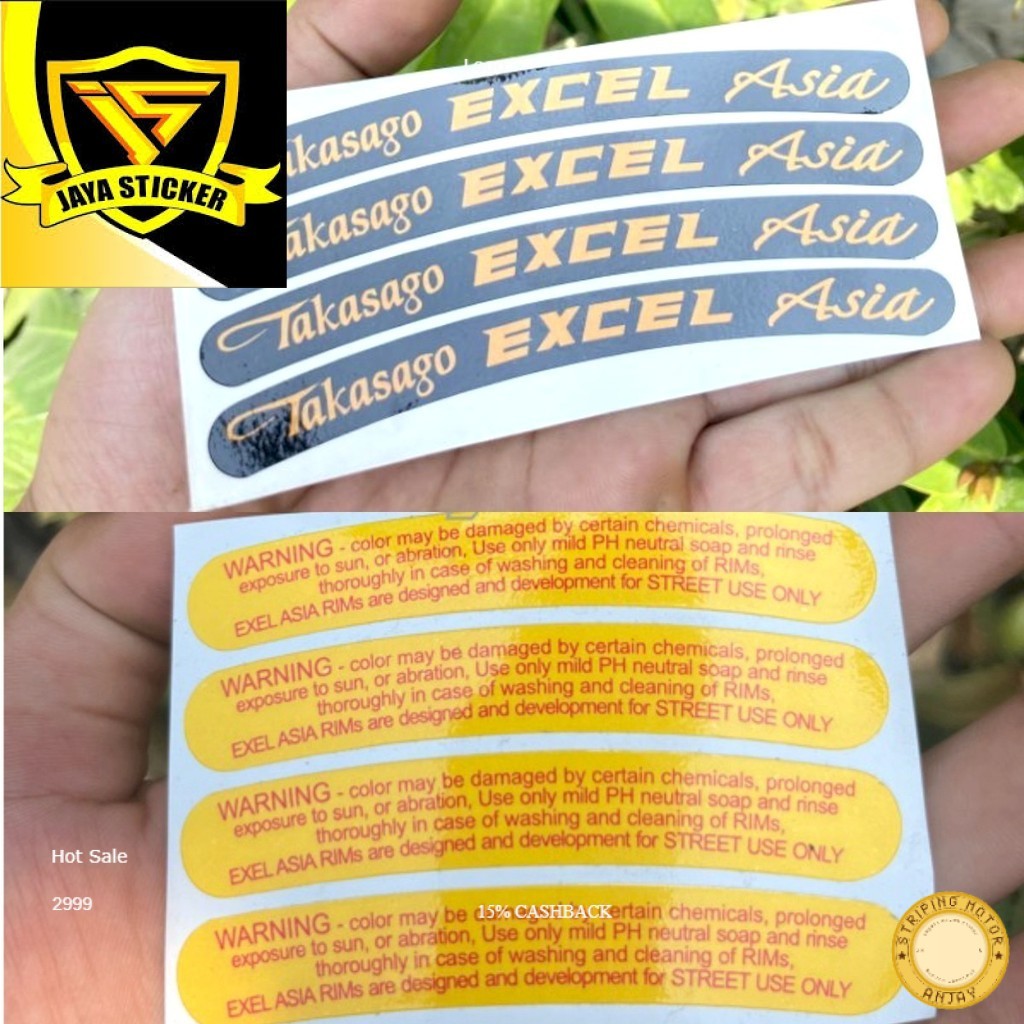 JAYA STICKER
akasago EXCEL Asia
Takasago EXCEL Asia
Takasago EXCEL Asia
Takasago EXCEL Asia
WARNING - color may be damaged by certain chemicals, prolonged
exposure to sun, or abration, Use only mild PH neutral soap and rinse
thoroughly in case of washing and cleaning of RIMs,
EXEL ASIA RIMs are designed and development for STREET USE ONLY
WARNING - color may be damaged by certain chemicals, prolonged
exposure to sun, or abration, Use only mild PH neutral soap and rinse
thoroughly in case of washing and cleaning of RIMs,
EXEL ASIA RIMs are designed and development for STREET USE ONLY
WARNING - color may be damaged by certain chemicals, prolonged
exposure to sun, or abration, Use only mild PH neutral soap and rinse
thoroughly in case of washing and cleaning of RIMs,
EXEL ASIA RIMs are designed and development for STREET USE ONLY
Hot Sale
2999
15% CASHBACK
WARNING - color may be damaged by certain chemicals, prolonged
exposure to sun, or abration, Use only mild PH neutral soap and rinse
thoroughly in case of washing and cleaning of RIMs,
EXEL ASIA RIMs are designed and development for STREET USE ONLY
STRIPING MOTOR
ANJAY